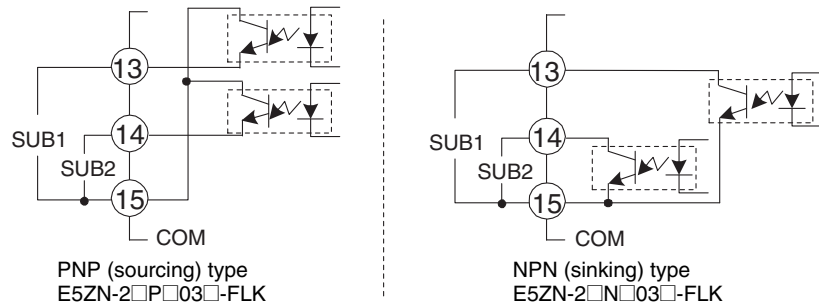 13
SUB1
14
SUB2
15
COM
PNP (sourcing) type
E5ZN-2□P□03□-FLK
13
SUB1
14
SUB2
15
COM
NPN (sinking) type
E5ZN-2□N□03□-FLK